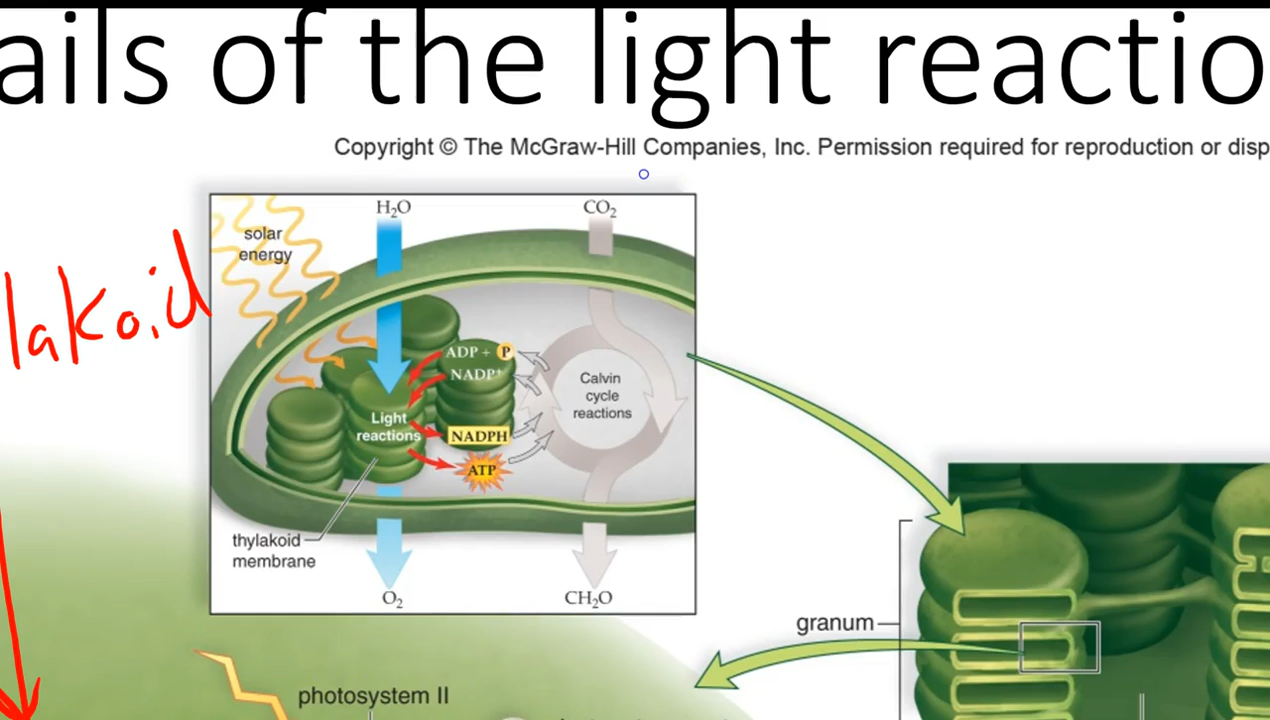 ails of the light reactio
Copyright © The McGraw-Hill Companies, Inc. Permission required for reproduction or disp
lakoid
H₂O
CO₂
solar
energy
ADP + P
NADP⁺
Calvin
cycle
reactions
Light
reactions
NADPH
ATP
thylakoid
membrane
O₂
CH₂O
granum
photosystem II